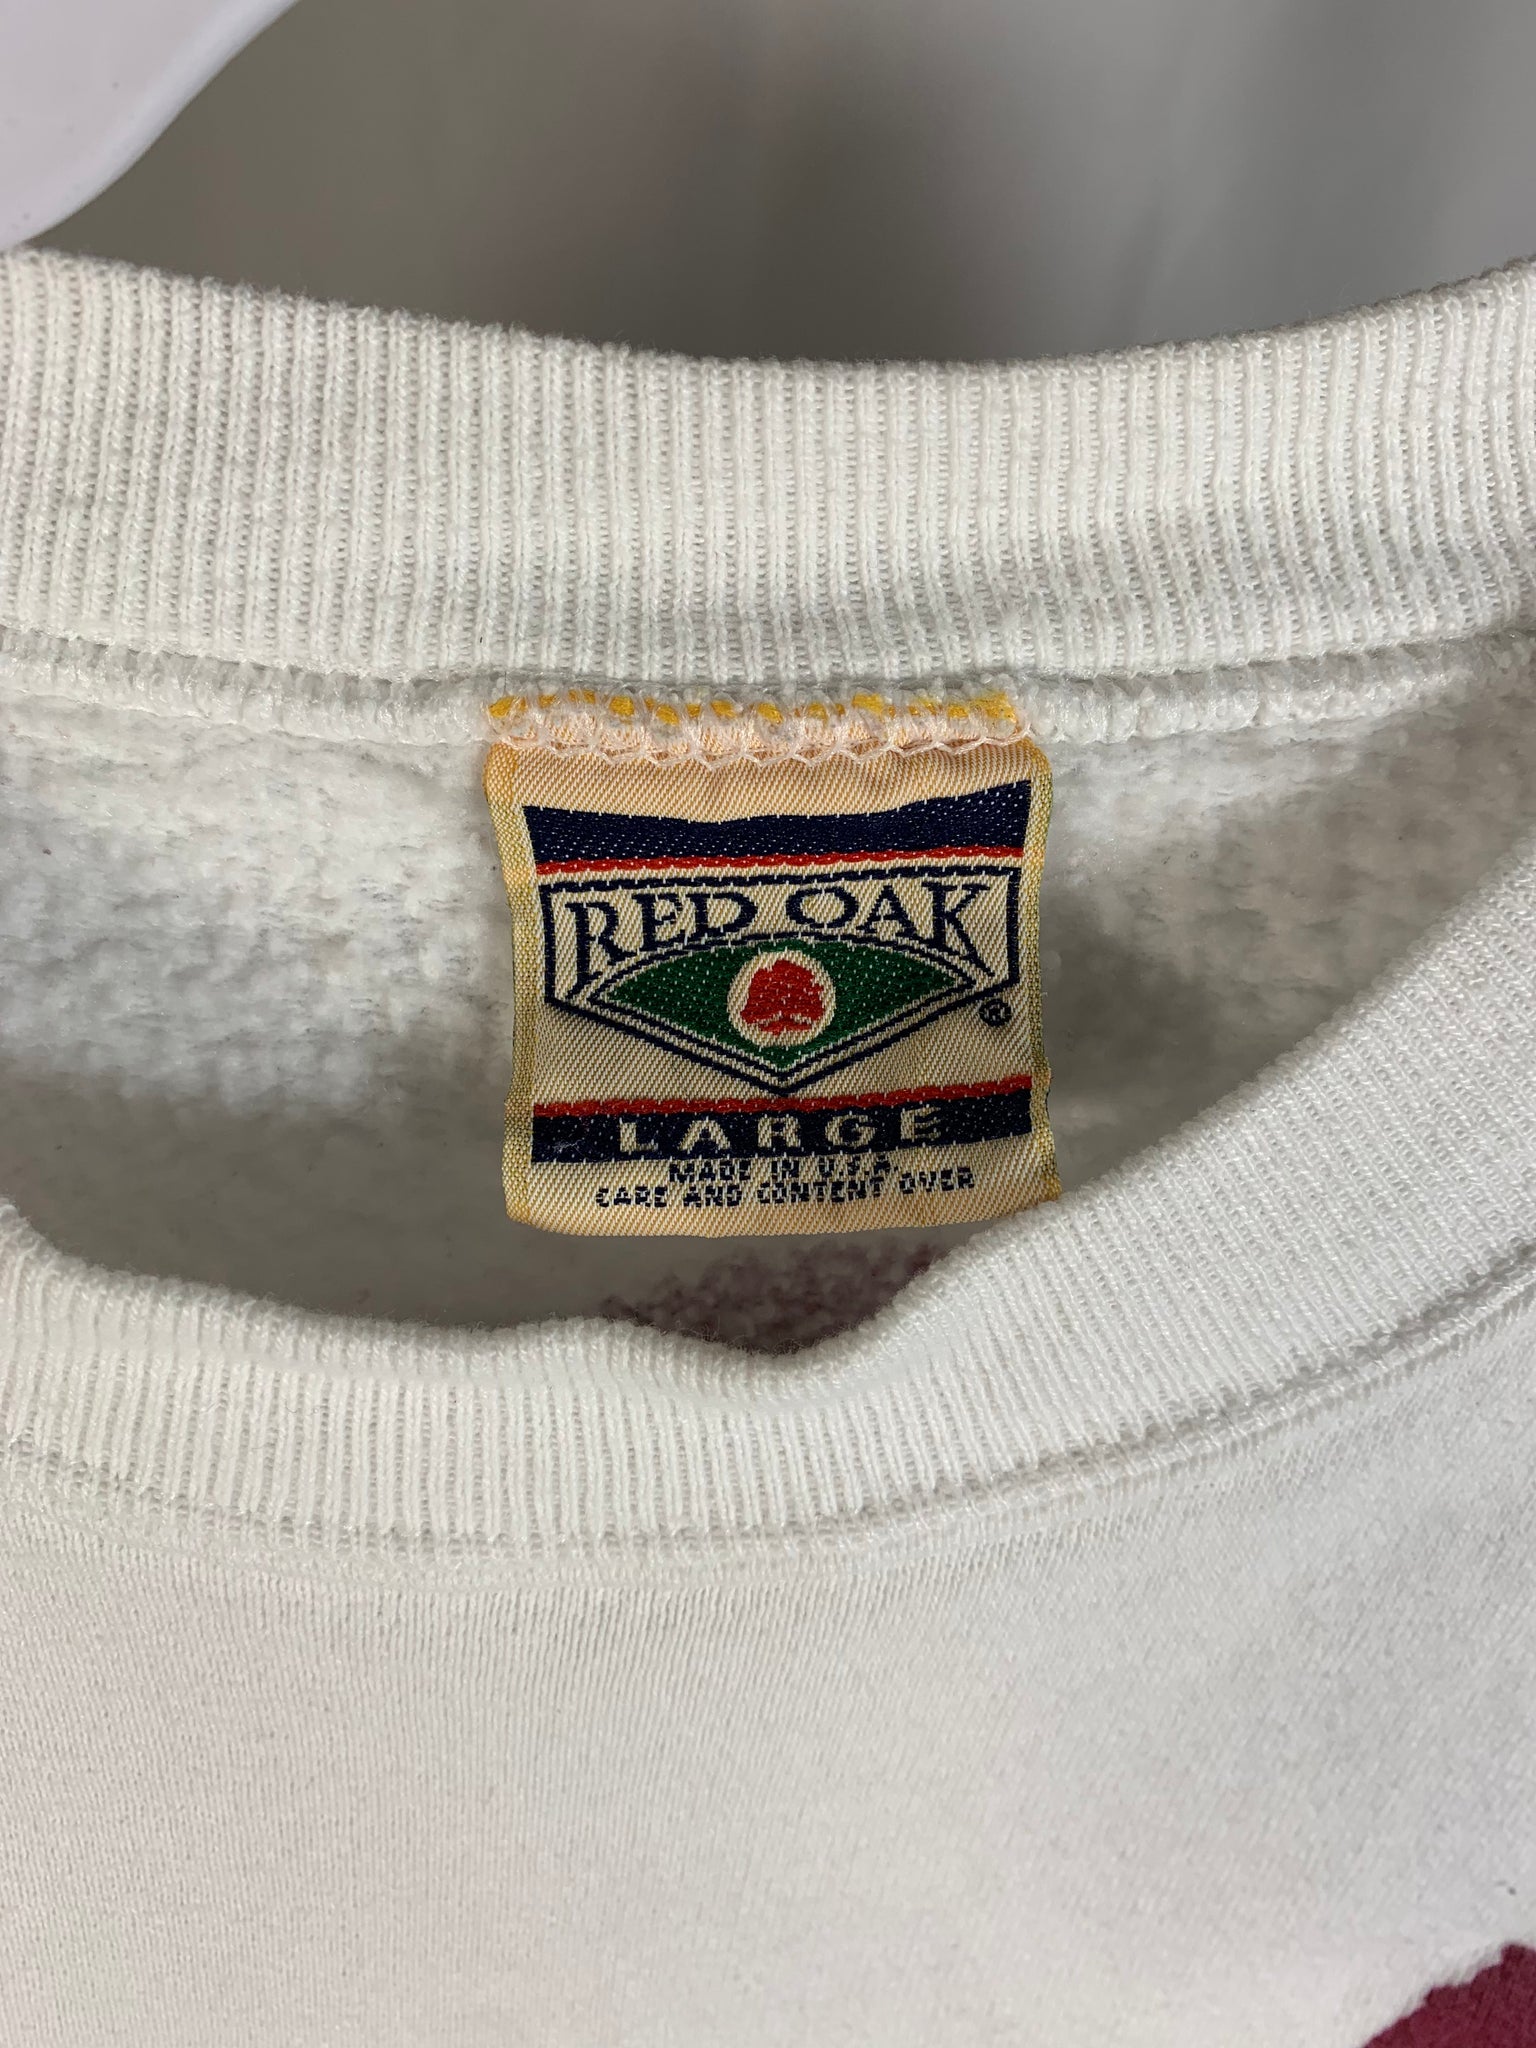 RED OAK
®
LARGE
MADE IN U.S.A.
CARE AND CONTENT OVER